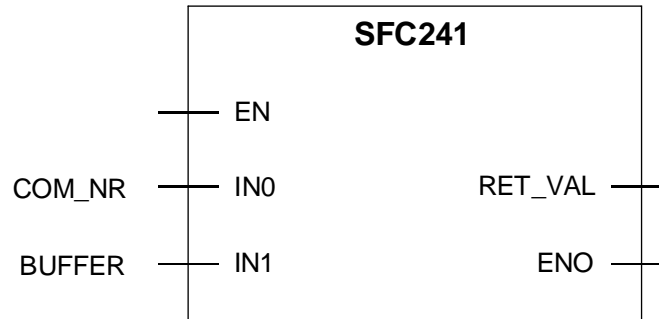 SFC241
EN
COM_NR IN0 RET_VAL
BUFFER IN1 ENO